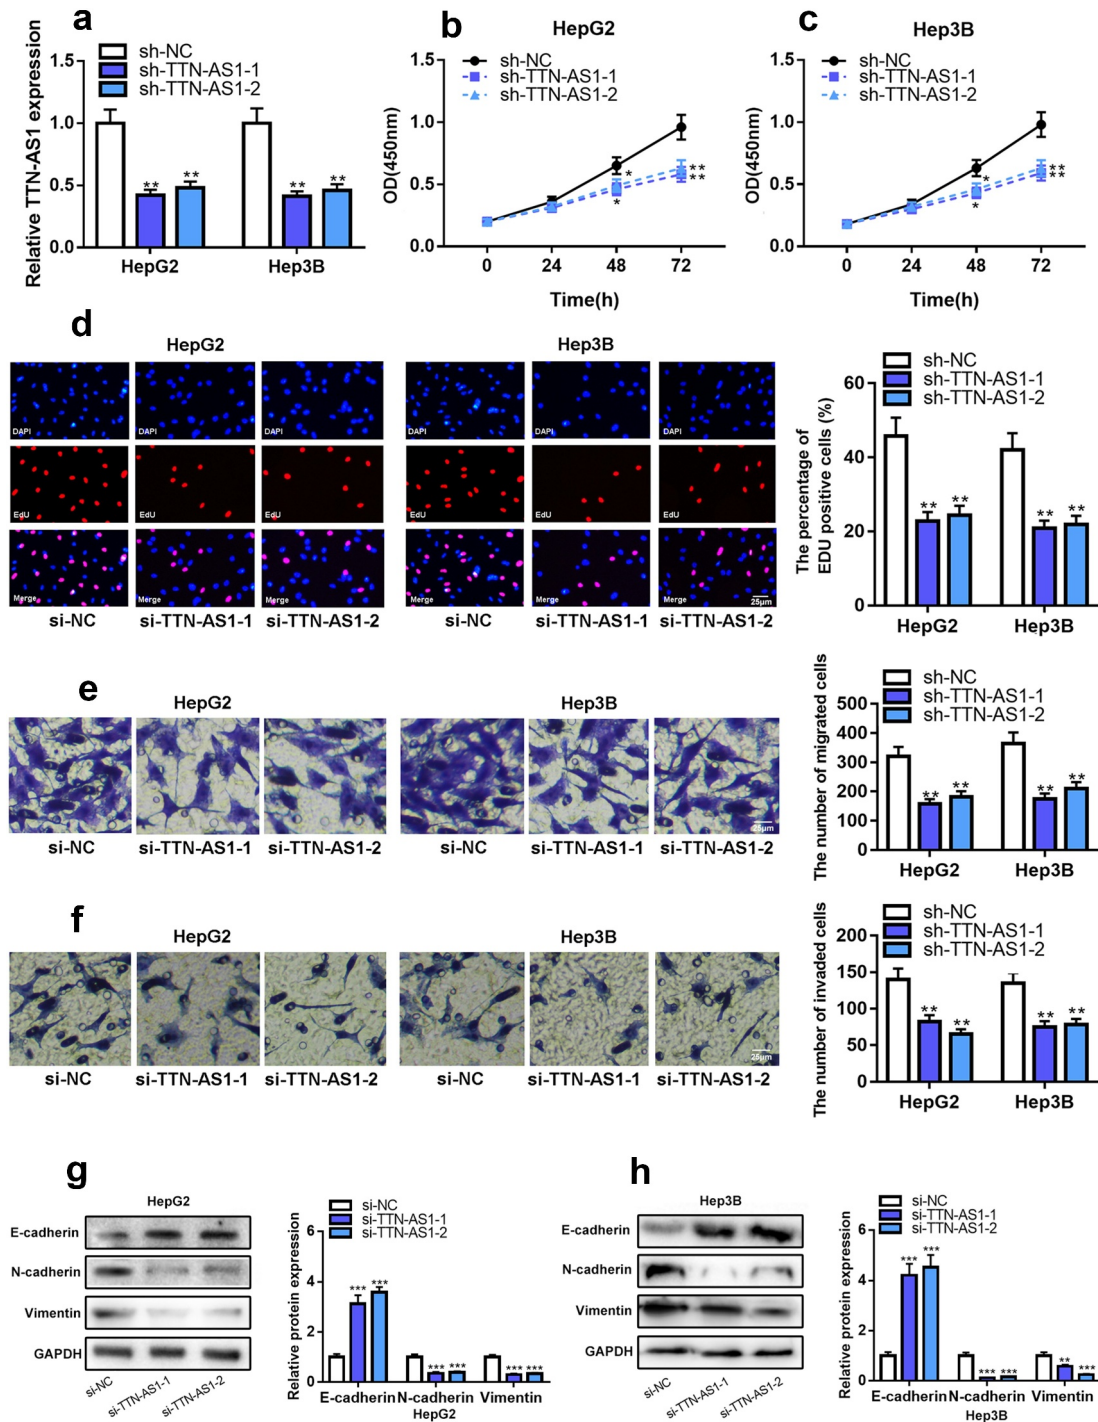 a
Relative TTN-AS1 expression
sh-NC
sh-TTN-AS1-1
sh-TTN-AS1-2
1.5
1.0
0.5
0.0
** ** ** **
HepG2 Hep3B
b
HepG2
OD(450nm)
sh-NC
sh-TTN-AS1-1
sh-TTN-AS1-2
1.5
1.0
0.5
0.0
*
*
**
**
0 24 48 72
Time(h)
c
Hep3B
OD(450nm)
sh-NC
sh-TTN-AS1-1
sh-TTN-AS1-2
1.5
1.0
0.5
0.0
*
*
**
**
0 24 48 72
Time(h)
d
HepG2 Hep3B
DAPI DAPI DAPI DAPI DAPI DAPI
EdU EdU EdU EdU EdU EdU
Merge Merge Merge Merge Merge Merge
25μm
si-NC si-TTN-AS1-1 si-TTN-AS1-2 si-NC si-TTN-AS1-1 si-TTN-AS1-2
The percentage of
EDU positive cells (%)
sh-NC
sh-TTN-AS1-1
sh-TTN-AS1-2
60
40
20
0
** ** ** **
HepG2 Hep3B
e
HepG2 Hep3B
25μm
si-NC si-TTN-AS1-1 si-TTN-AS1-2 si-NC si-TTN-AS1-1 si-TTN-AS1-2
The number of migrated cells
sh-NC
sh-TTN-AS1-1
sh-TTN-AS1-2
500
400
300
200
100
0
** ** ** **
HepG2 Hep3B
f
HepG2 Hep3B
25μm
si-NC si-TTN-AS1-1 si-TTN-AS1-2 si-NC si-TTN-AS1-1 si-TTN-AS1-2
The number of invaded cells
sh-NC
sh-TTN-AS1-1
sh-TTN-AS1-2
200
150
100
50
0
** ** ** **
HepG2 Hep3B
g
HepG2
E-cadherin
N-cadherin
Vimentin
GAPDH
si-NC si-TTN-AS1-1 si-TTN-AS1-2
Relative protein expression
si-NC
si-TTN-AS1-1
si-TTN-AS1-2
6
4
2
0
*** *** *** *** *** ***
E-cadherin N-cadherin Vimentin
HepG2
h
Hep3B
E-cadherin
N-cadherin
Vimentin
GAPDH
si-NC si-TTN-AS1-1 si-TTN-AS1-2
Relative protein expression
si-NC
si-TTN-AS1-1
si-TTN-AS1-2
6
4
2
0
*** *** *** *** ** ***
E-cadherin N-cadherin Vimentin
Hep3B